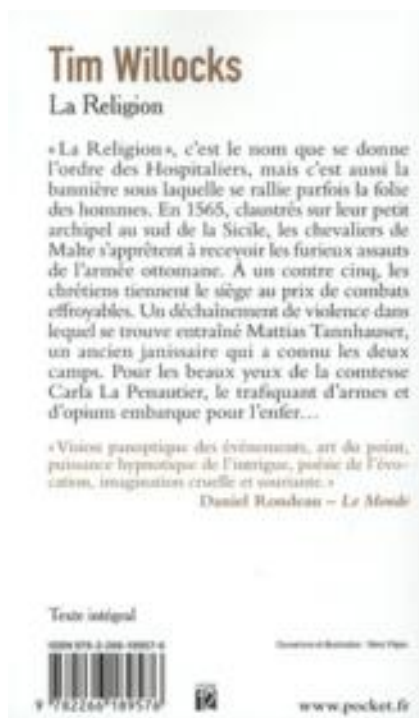 Tim Willocks
La Religion
« La Religion », c'est le nom que se donne
l'ordre des Hospitaliers, mais c'est aussi la
bannière sous laquelle se rallie parfois la folie
des hommes. En 1565, claustrés sur leur petit
archipel au sud de la Sicile, les chevaliers de
Malte s'apprêtent à recevoir les furieux assauts
de l'armée ottomane. À un contre cinq, les
chrétiens tiennent le siège au prix de combats
effroyables. Un déchaînement de violence dans
lequel se trouve entraîné Mattias Tannhauser,
un ancien janissaire qui a connu les deux
camps. Pour les beaux yeux de la comtesse
Carla La Penautier, le trafiquant d'armes et
d'opium embarque pour l'enfer…
« Vision panoptique des événements, art du point,
puissance hypnotique de l'intrigue, poésie de l'évo-
cation, imagination cruelle et souriante. »
Daniel Rondeau – Le Monde
Texte intégral
9 782266 189576
www.pocket.fr